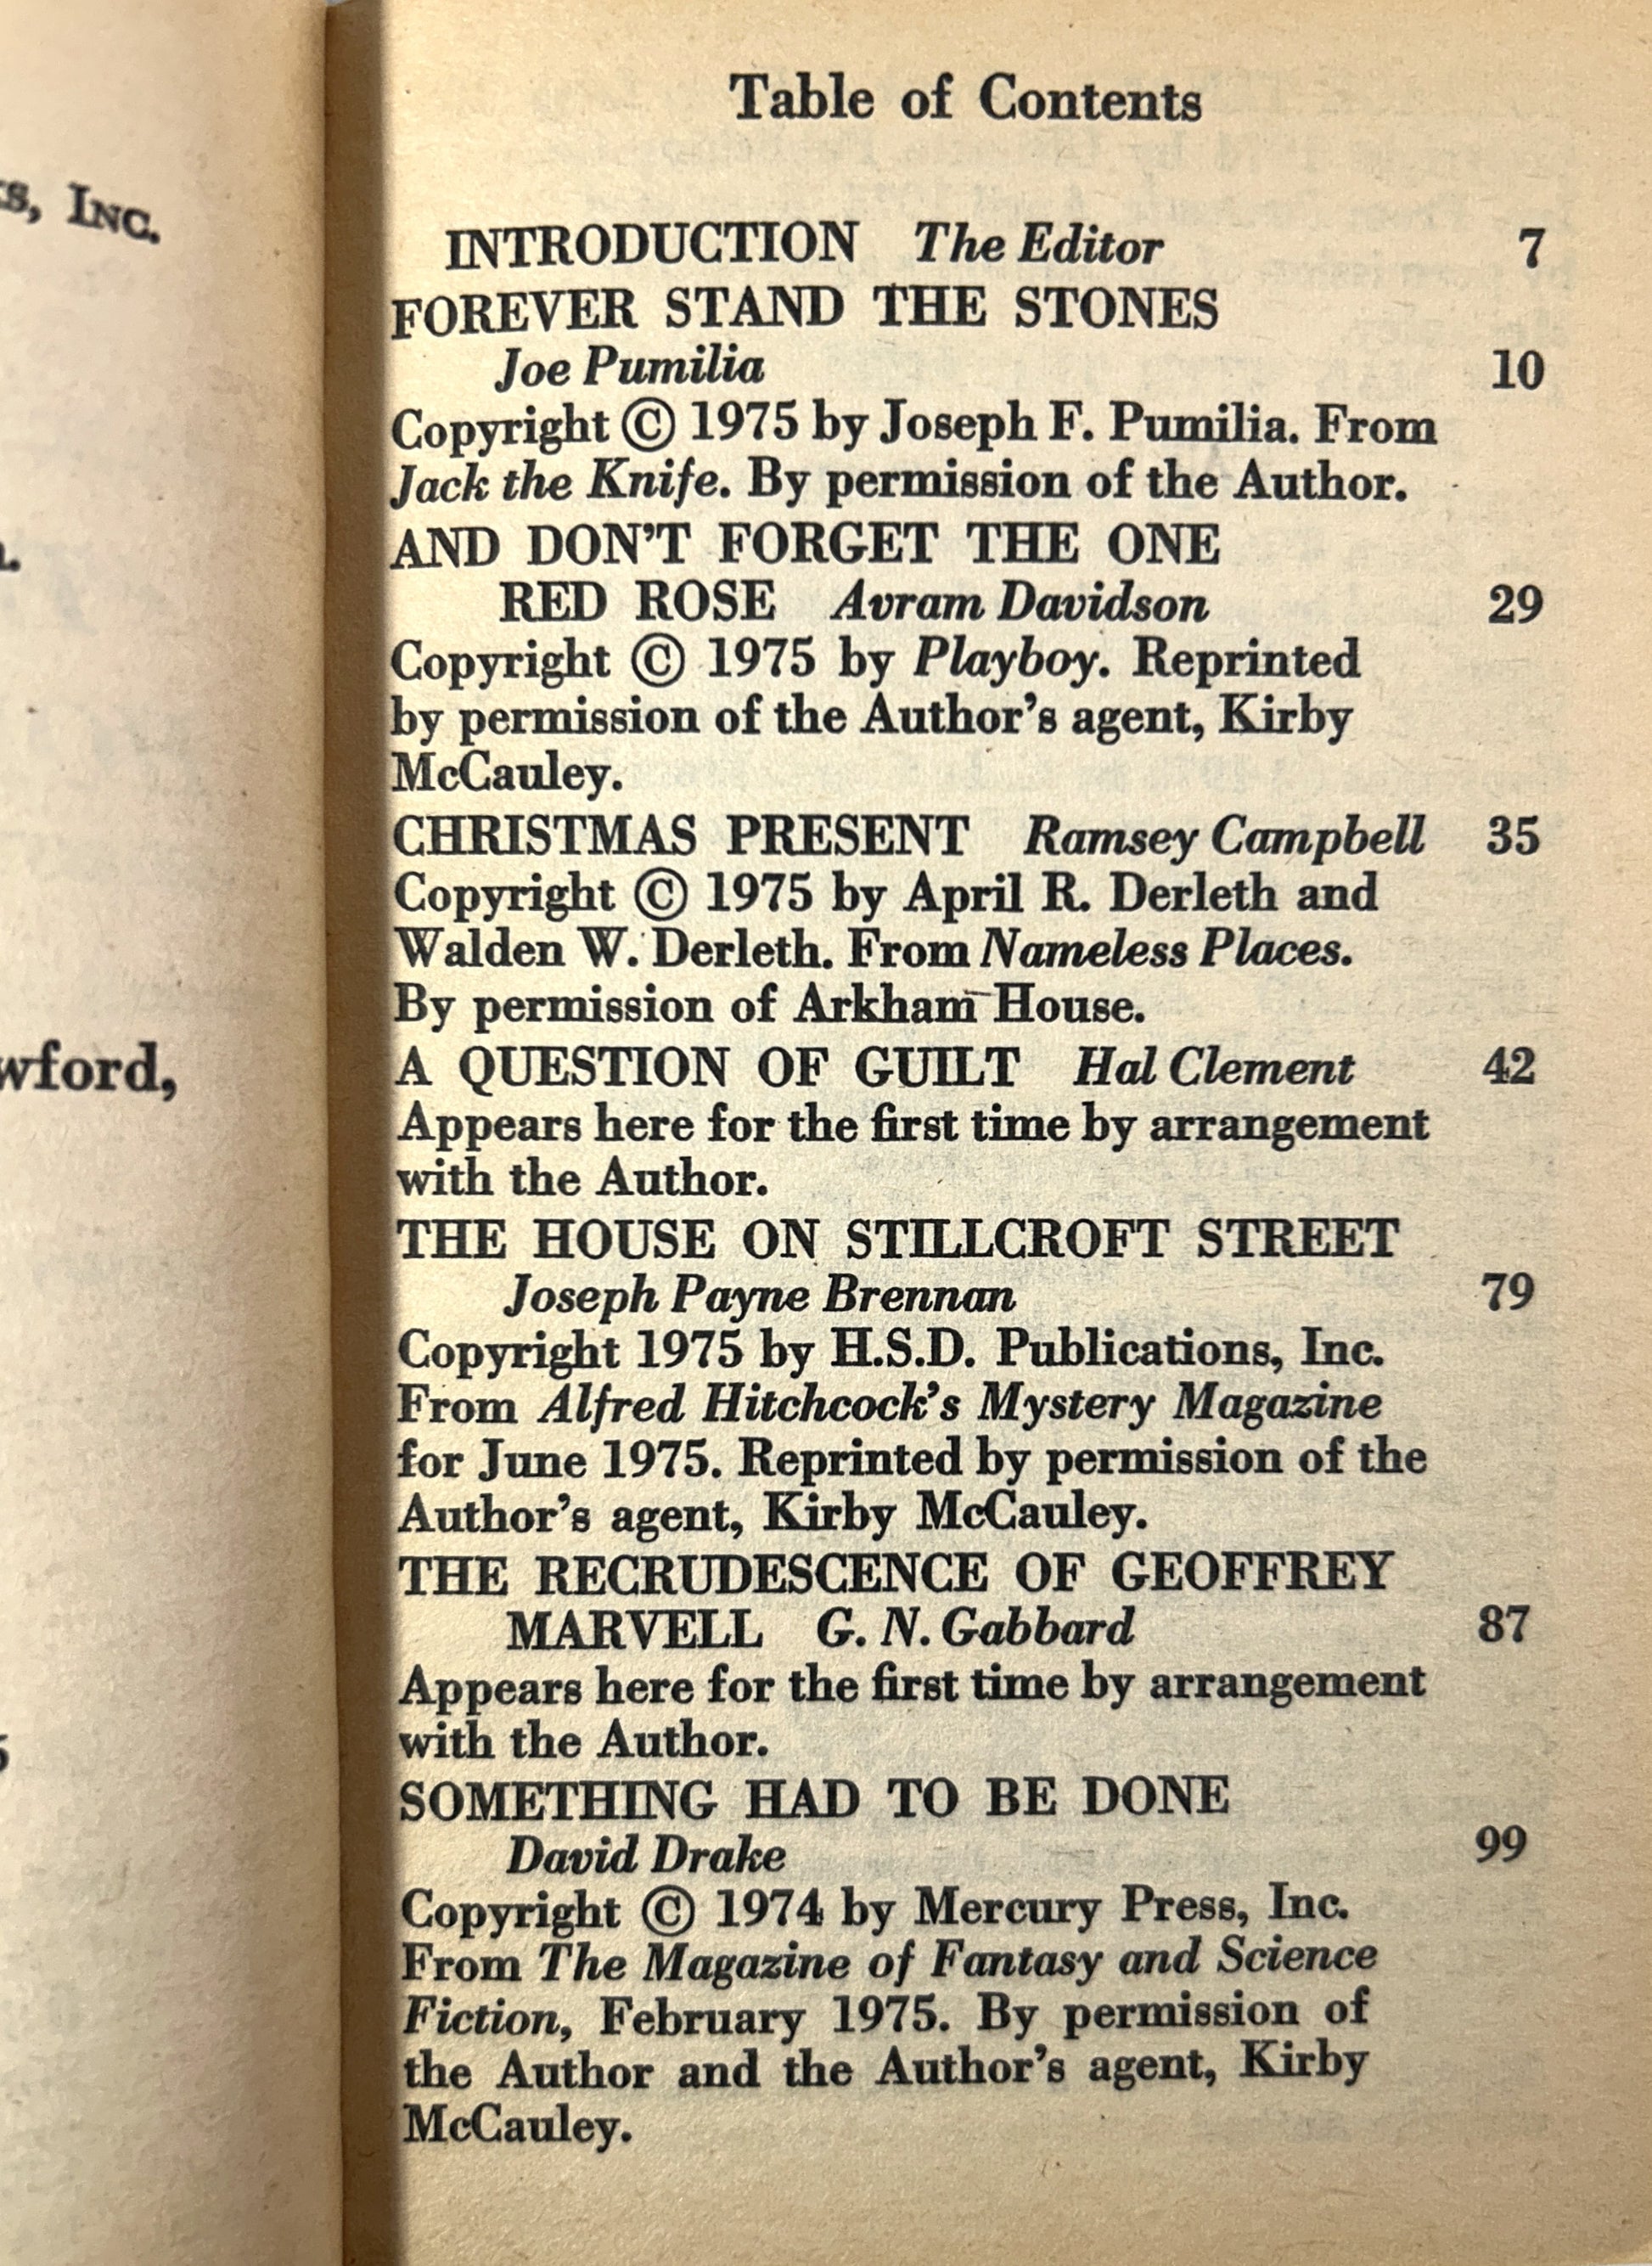 s, INC.
wford,
Table of Contents
INTRODUCTION The Editor 7
FOREVER STAND THE STONES
Joe Pumilia 10
Copyright © 1975 by Joseph F. Pumilia. From
Jack the Knife. By permission of the Author.
AND DON'T FORGET THE ONE
RED ROSE Avram Davidson 29
Copyright © 1975 by Playboy. Reprinted
by permission of the Author's agent, Kirby
McCauley.
CHRISTMAS PRESENT Ramsey Campbell 35
Copyright © 1975 by April R. Derleth and
Walden W. Derleth. From Nameless Places.
By permission of Arkham House.
A QUESTION OF GUILT Hal Clement 42
Appears here for the first time by arrangement
with the Author.
THE HOUSE ON STILLCROFT STREET
Joseph Payne Brennan 79
Copyright 1975 by H.S.D. Publications, Inc.
From Alfred Hitchcock's Mystery Magazine
for June 1975. Reprinted by permission of the
Author's agent, Kirby McCauley.
THE RECRUDESCENCE OF GEOFFREY
MARVELL G. N. Gabbard 87
Appears here for the first time by arrangement
with the Author.
SOMETHING HAD TO BE DONE
David Drake 99
Copyright © 1974 by Mercury Press, Inc.
From The Magazine of Fantasy and Science
Fiction, February 1975. By permission of
the Author and the Author's agent, Kirby
McCauley.